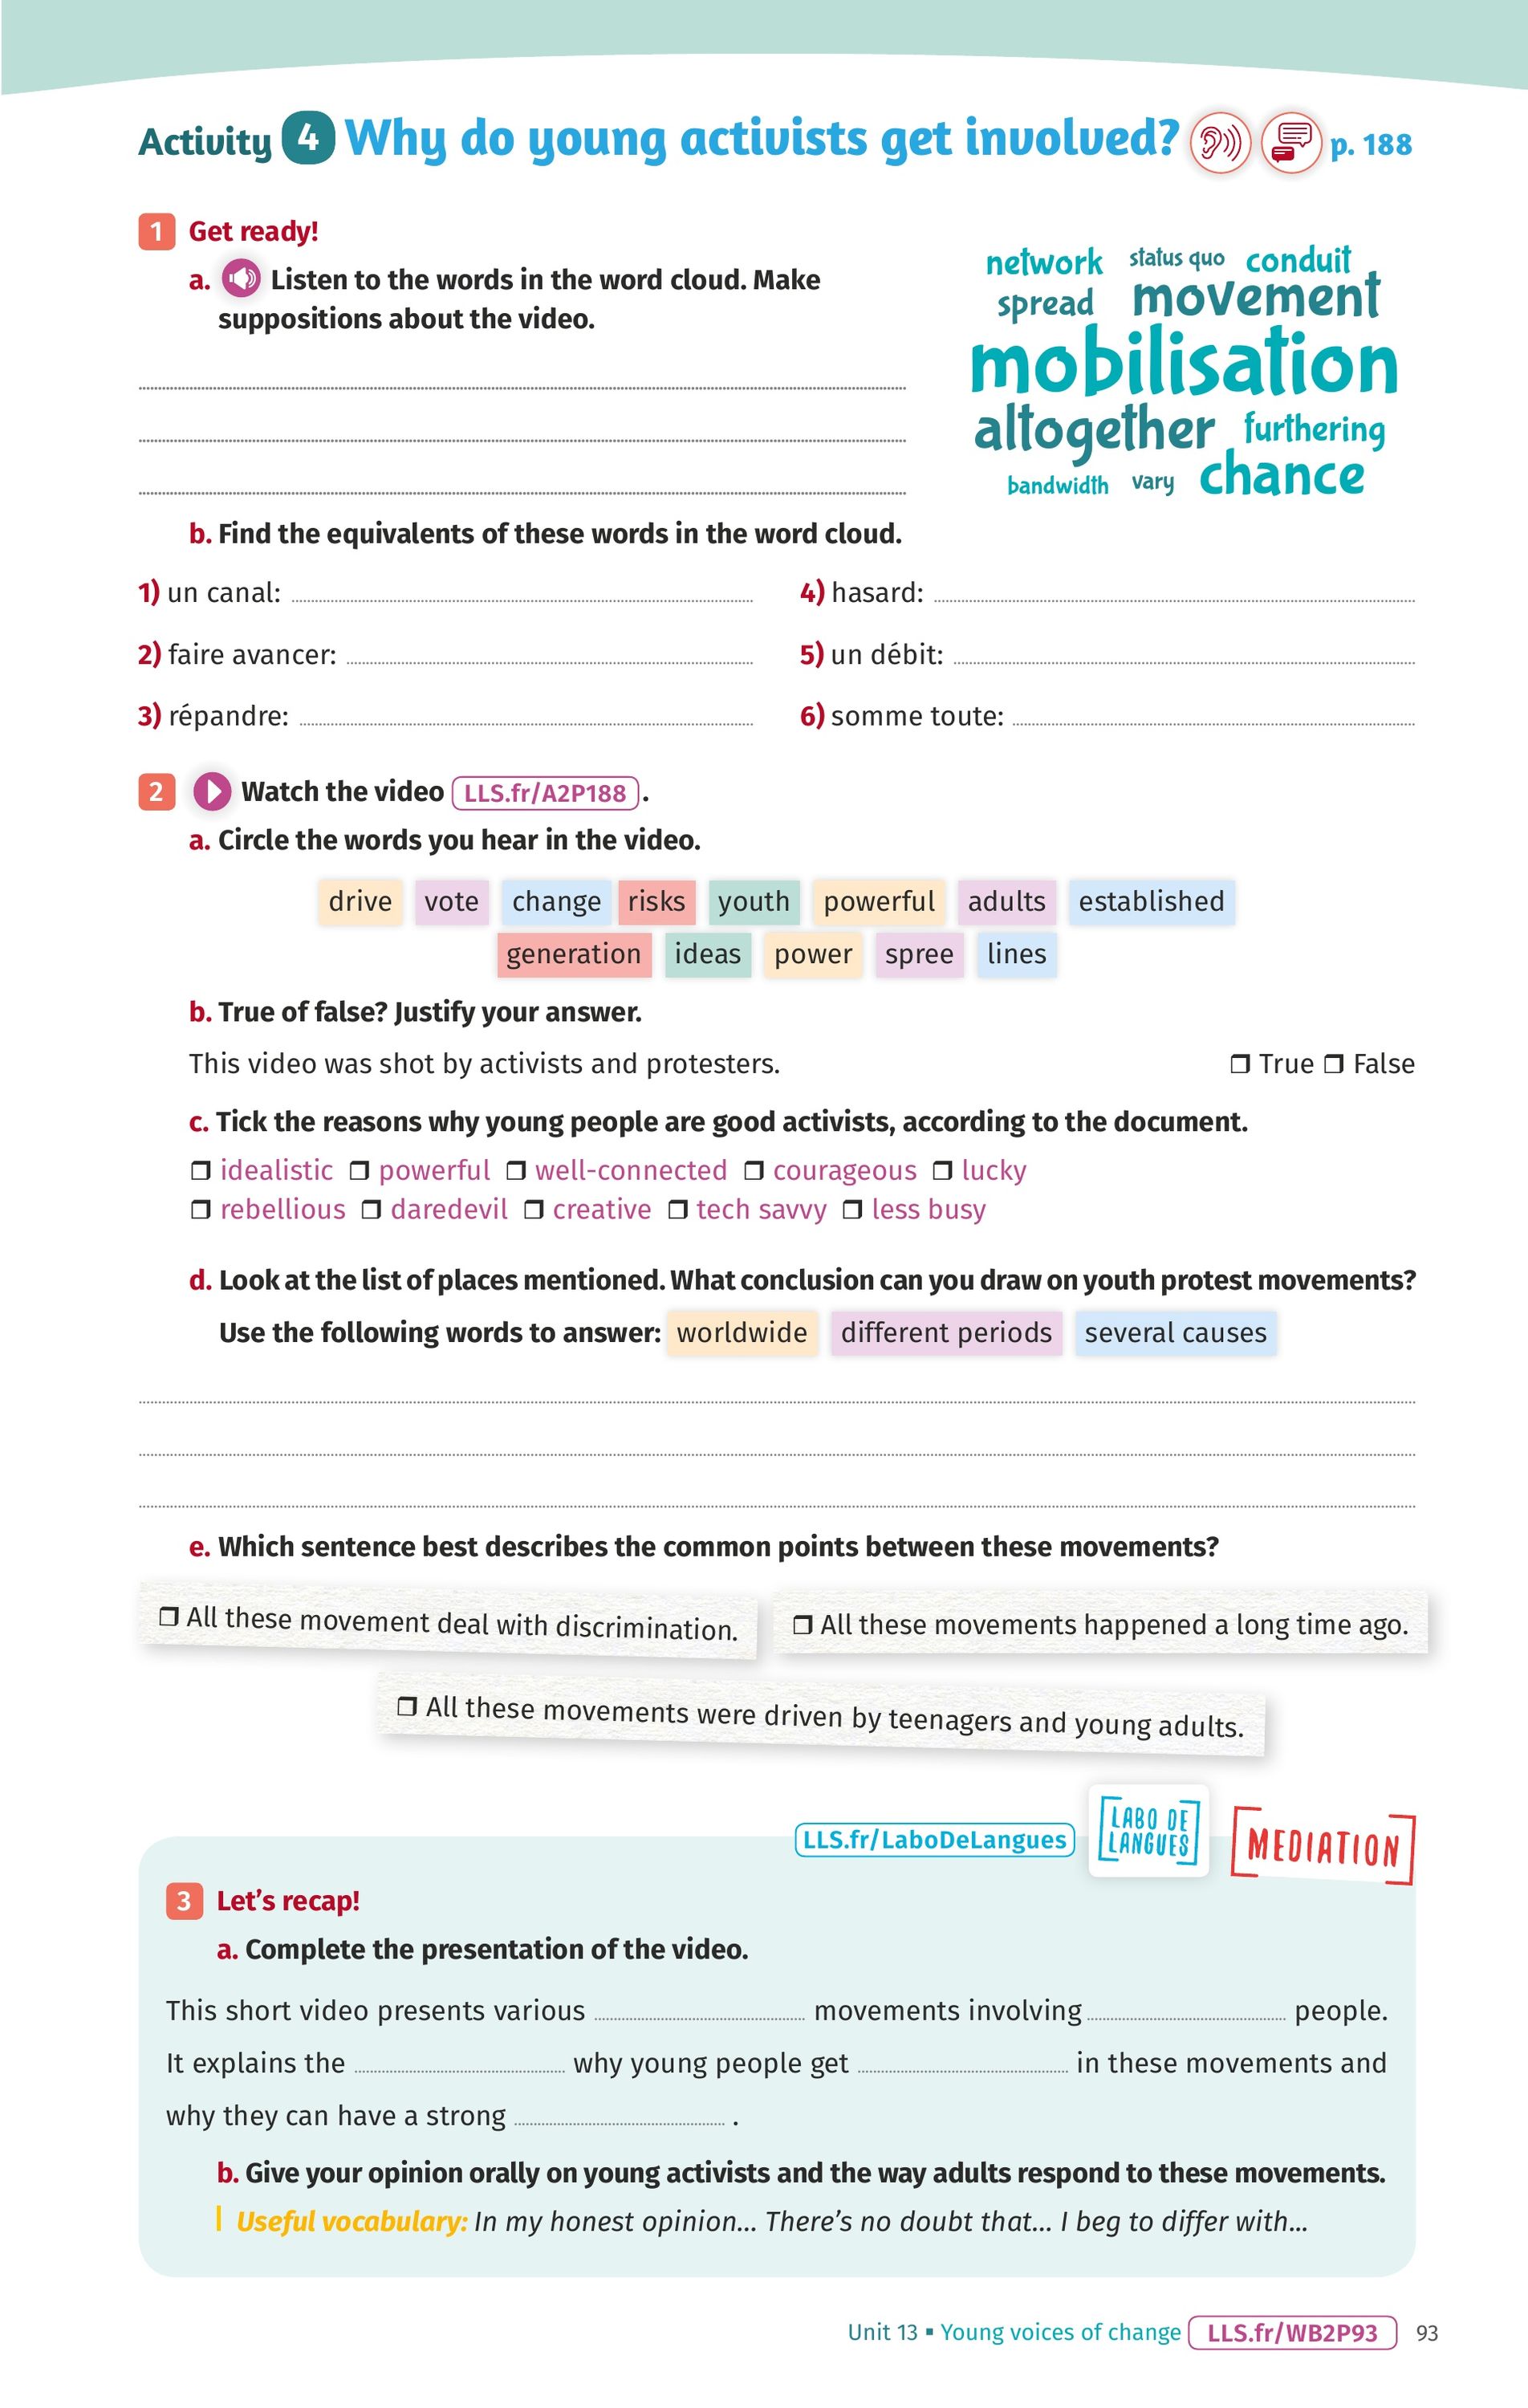 Activity 4 Why do young activists get involved? p. 188
1 Get ready!
a. Listen to the words in the word cloud. Make
suppositions about the video.
network status quo conduit
spread movement
mobilisation
altogether furthering
bandwidth vary chance
b. Find the equivalents of these words in the word cloud.
1) un canal:
4) hasard:
2) faire avancer:
5) un débit:
3) répandre:
6) somme toute:
2 Watch the video LLS.fr/A2P188 .
a. Circle the words you hear in the video.
drive vote change risks youth powerful adults established
generation ideas power spree lines
b. True of false? Justify your answer.
This video was shot by activists and protesters. ❒ True ❒ False
c. Tick the reasons why young people are good activists, according to the document.
❒ idealistic ❒ powerful ❒ well-connected ❒ courageous ❒ lucky
❒ rebellious ❒ daredevil ❒ creative ❒ tech savvy ❒ less busy
d. Look at the list of places mentioned. What conclusion can you draw on youth protest movements?
Use the following words to answer: worldwide different periods several causes
e. Which sentence best describes the common points between these movements?
❒ All these movement deal with discrimination.
❒ All these movements happened a long time ago.
❒ All these movements were driven by teenagers and young adults.
LLS.fr/LaboDeLangues
LABO DE
LANGUES
MEDIATION
3 Let's recap!
a. Complete the presentation of the video.
This short video presents various movements involving people.
It explains the why young people get in these movements and
why they can have a strong .
b. Give your opinion orally on young activists and the way adults respond to these movements.
Useful vocabulary: In my honest opinion... There's no doubt that... I beg to differ with...
Unit 13 ▪ Young voices of change LLS.fr/WB2P93 93